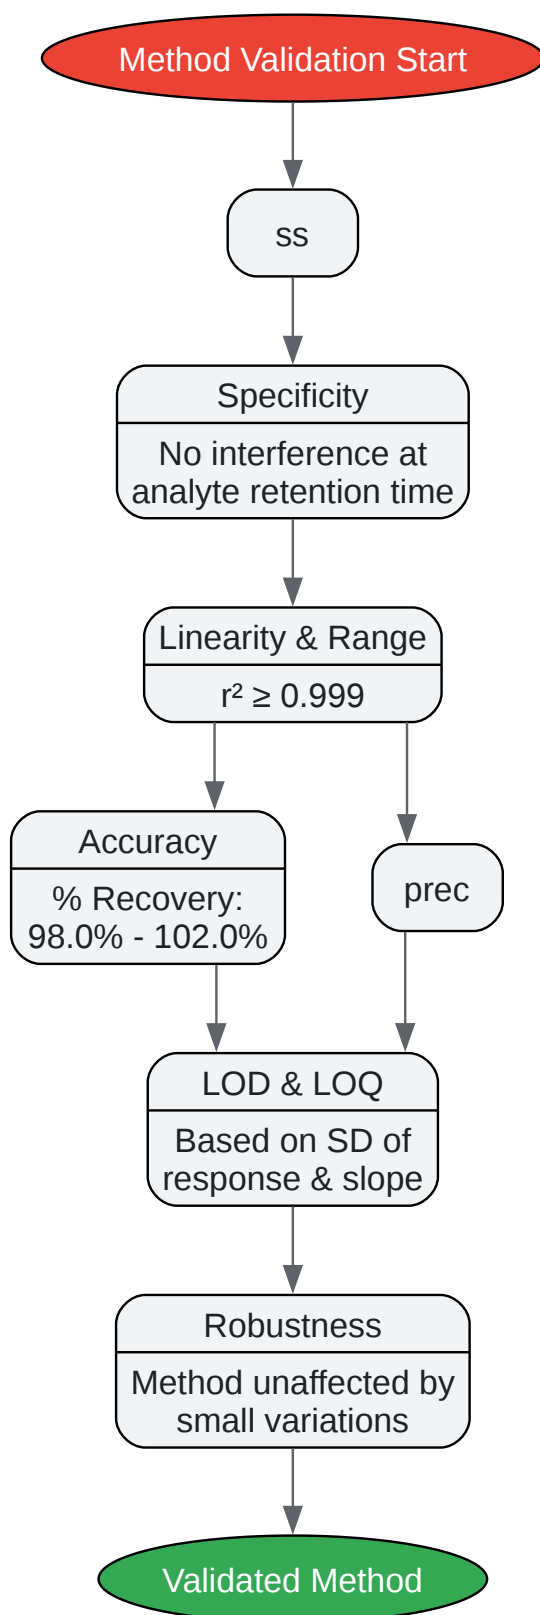 Method Validation Start
ss
Specificity
No interference at
analyte retention time
Linearity & Range
r² ≥ 0.999
Accuracy
% Recovery:
98.0% - 102.0%
prec
LOD & LOQ
Based on SD of
response & slope
Robustness
Method unaffected by
small variations
Validated Method